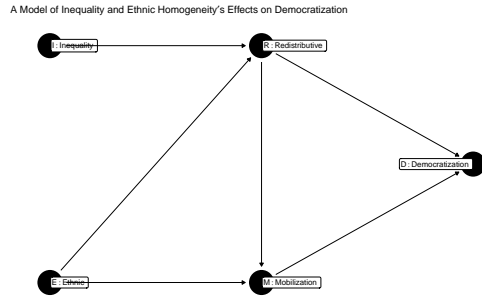 A Model of Inequality and Ethnic Homogeneity's Effects on Democratization
I : Inequality
R : Redistributive
D : Democratization
E : Ethnic
M : Mobilization